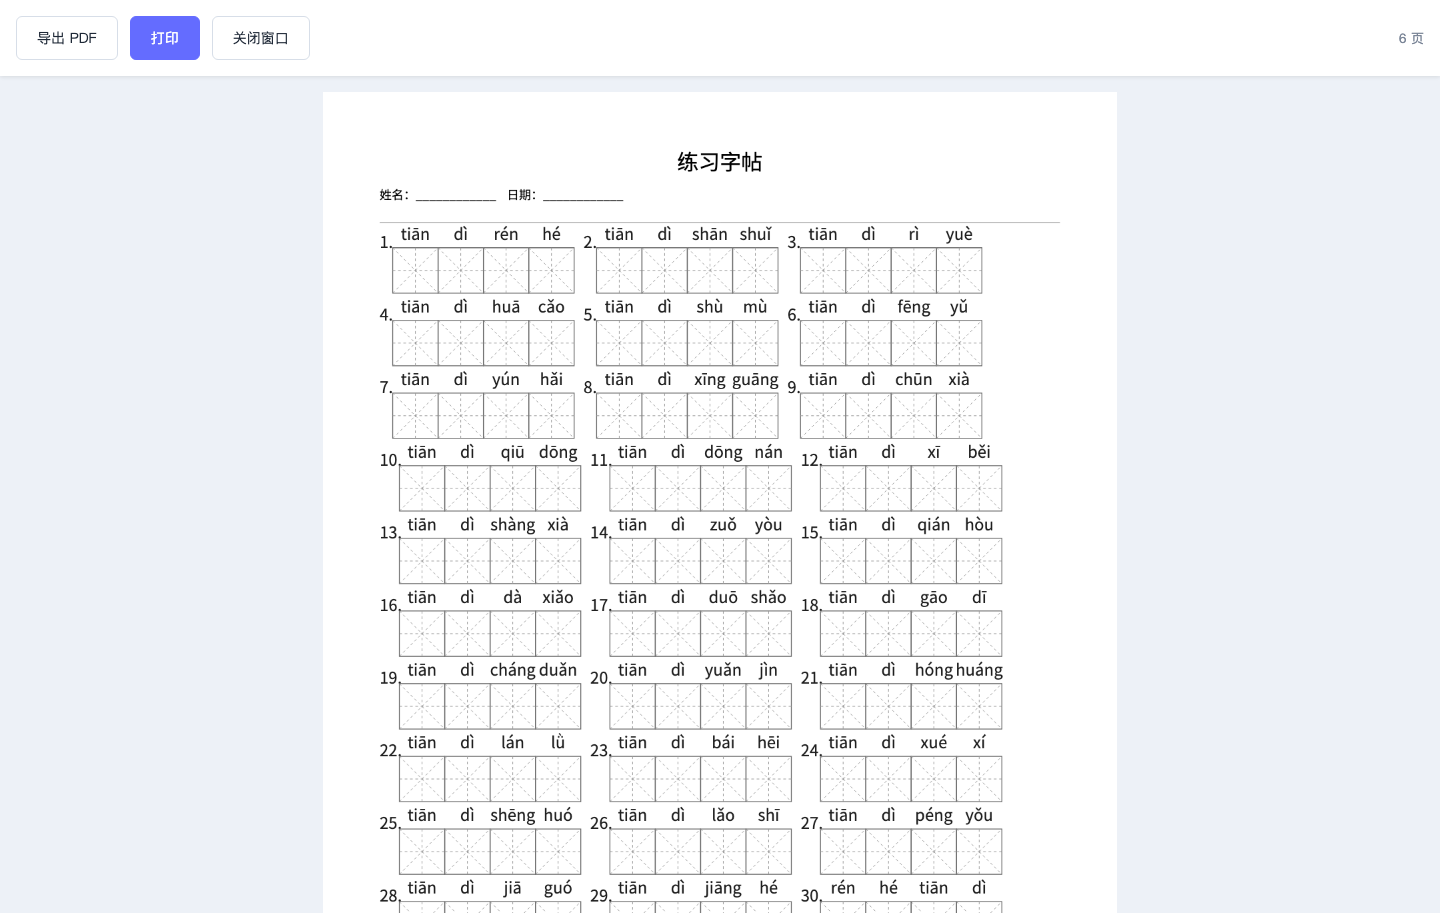 导出 PDF 打印 关闭窗口 6 页
练习字帖
姓名: ____________ 日期: ____________
1. tiān dì rén hé 2. tiān dì shān shuǐ 3. tiān dì rì yuè
4. tiān dì huā cǎo 5. tiān dì shù mù 6. tiān dì fēng yǔ
7. tiān dì yún hǎi 8. tiān dì xīng guāng 9. tiān dì chūn xià
10. tiān dì qiū dōng 11. tiān dì dōng nán 12. tiān dì xī běi
13. tiān dì shàng xià 14. tiān dì zuǒ yòu 15. tiān dì qián hòu
16. tiān dì dà xiǎo 17. tiān dì duō shǎo 18. tiān dì gāo dī
19. tiān dì cháng duǎn 20. tiān dì yuǎn jìn 21. tiān dì hóng huáng
22. tiān dì lán lǜ 23. tiān dì bái hēi 24. tiān dì xué xí
25. tiān dì shēng huó 26. tiān dì lǎo shī 27. tiān dì péng yǒu
28. tiān dì jiā guó 29. tiān dì jiāng hé 30. rén hé tiān dì